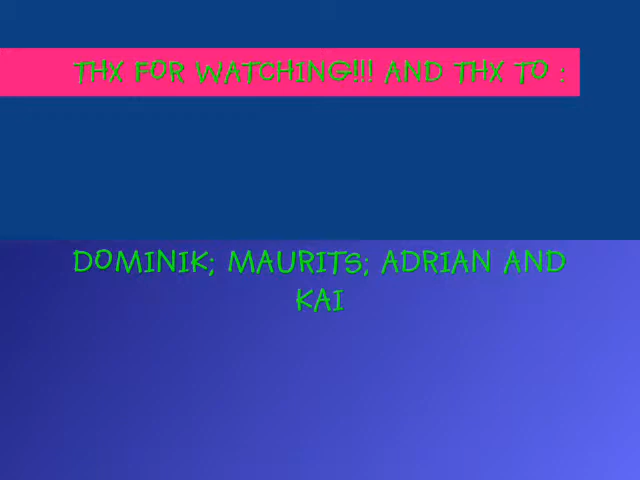 THX FOR WATCHING!!! AND THX TO :
DOMINIK; MAURITS; ADRIAN AND
KAI